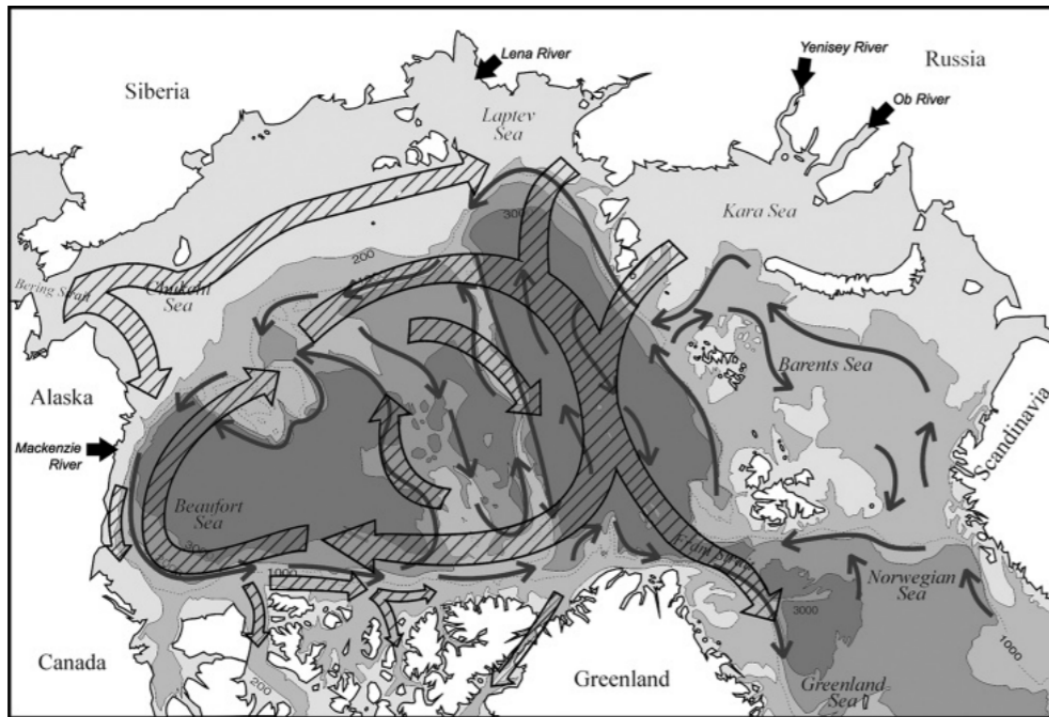 Yenisey River
Russia
Lena River
Siberia
Ob River
Laptev
Sea
Kara Sea
300
200
Bering Strait
Chukchi
Sea
Barents Sea
Alaska
Scandinavia
Mackenzie
River
Beaufort
Sea
Fram Strait
300
1000
Norwegian
Sea
3000
1000
Canada
Greenland
200
Greenland
Sea